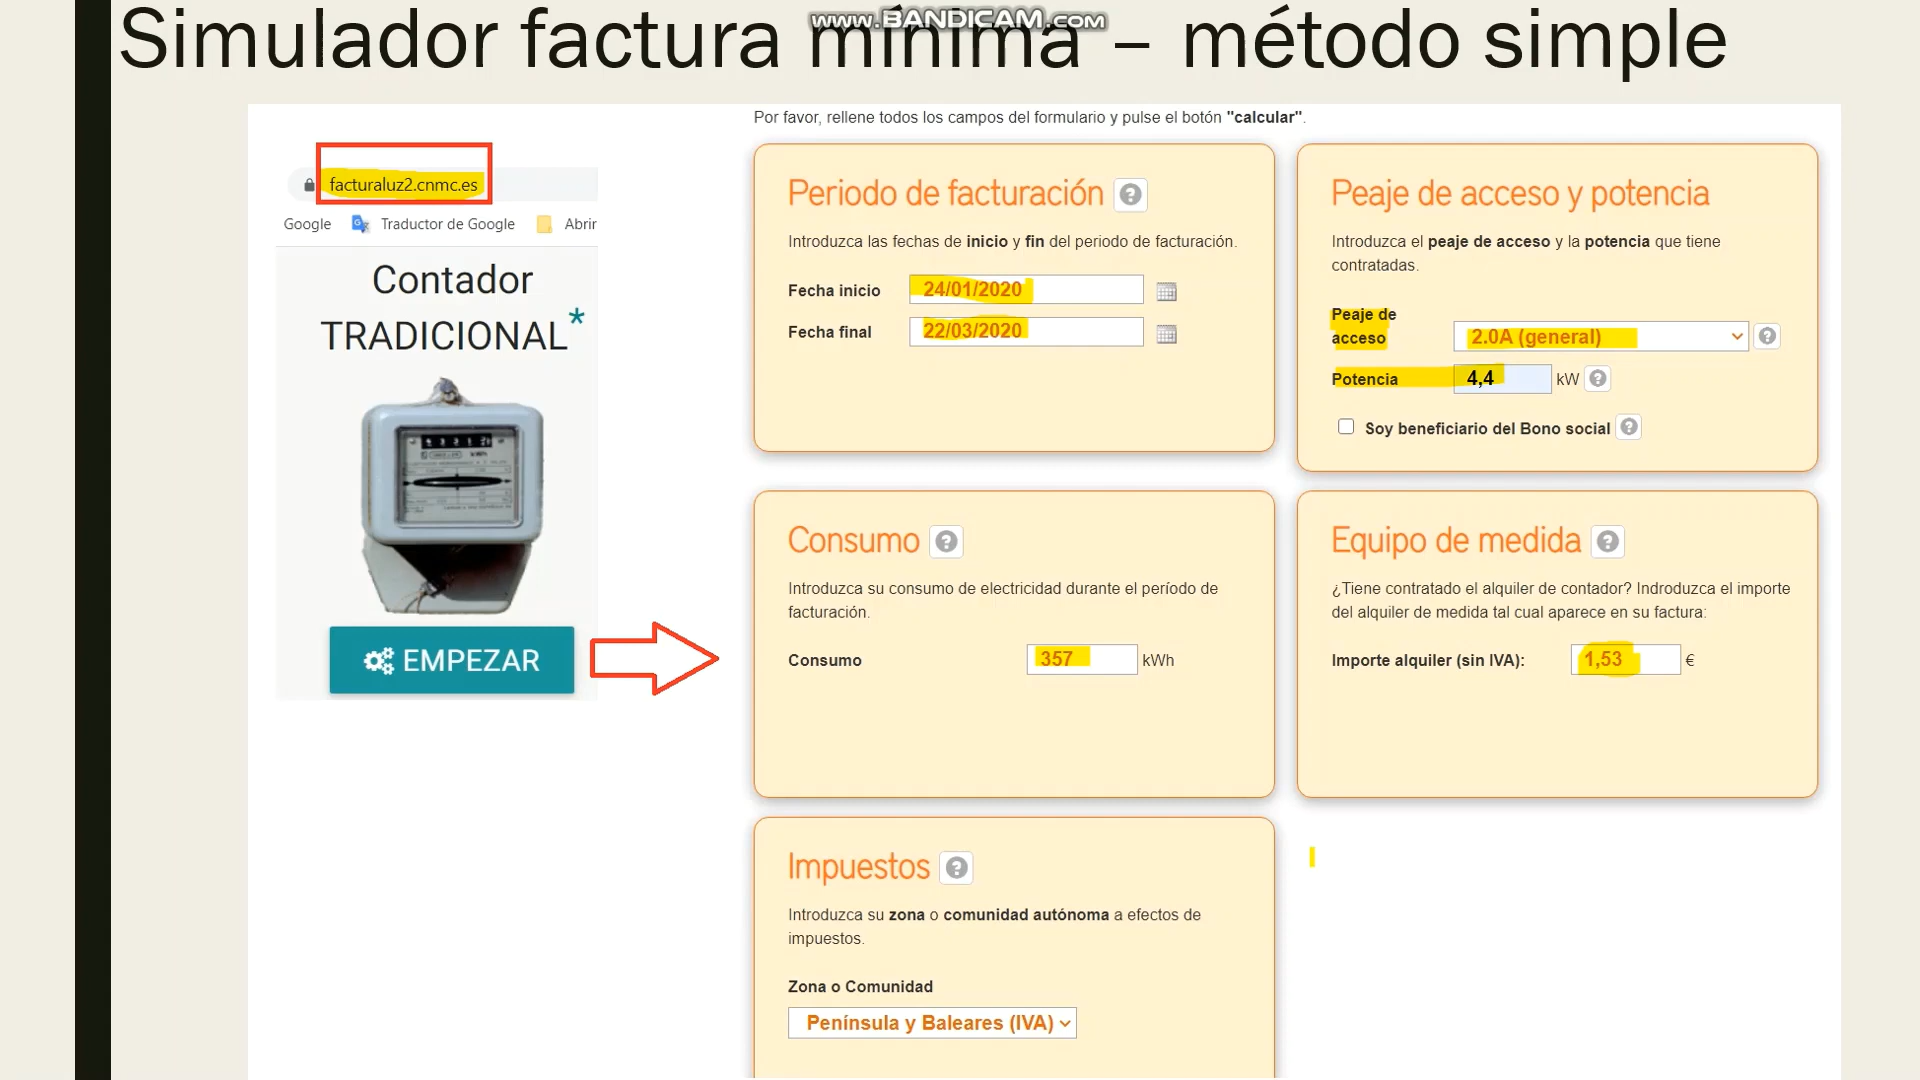 Simulador factura mínima – método simple
www.BANDICAM.com
facturaluz2.cnmc.es
Google Traductor de Google Abrir
Contador
TRADICIONAL*
EMPEZAR
Por favor, rellene todos los campos del formulario y pulse el botón "calcular".
Periodo de facturación ?
Introduzca las fechas de inicio y fin del periodo de facturación.
Fecha inicio 24/01/2020
Fecha final 22/03/2020
Peaje de acceso y potencia
Introduzca el peaje de acceso y la potencia que tiene
contratadas.
Peaje de
acceso 2.0A (general) ?
Potencia 4,4 kW ?
Soy beneficiario del Bono social ?
Consumo ?
Introduzca su consumo de electricidad durante el período de
facturación.
Consumo 357 kWh
Equipo de medida ?
¿Tiene contratado el alquiler de contador? Indroduzca el importe
del alquiler de medida tal cual aparece en su factura:
Importe alquiler (sin IVA): 1,53 €
Impuestos ?
Introduzca su zona o comunidad autónoma a efectos de
impuestos.
Zona o Comunidad
Península y Baleares (IVA)